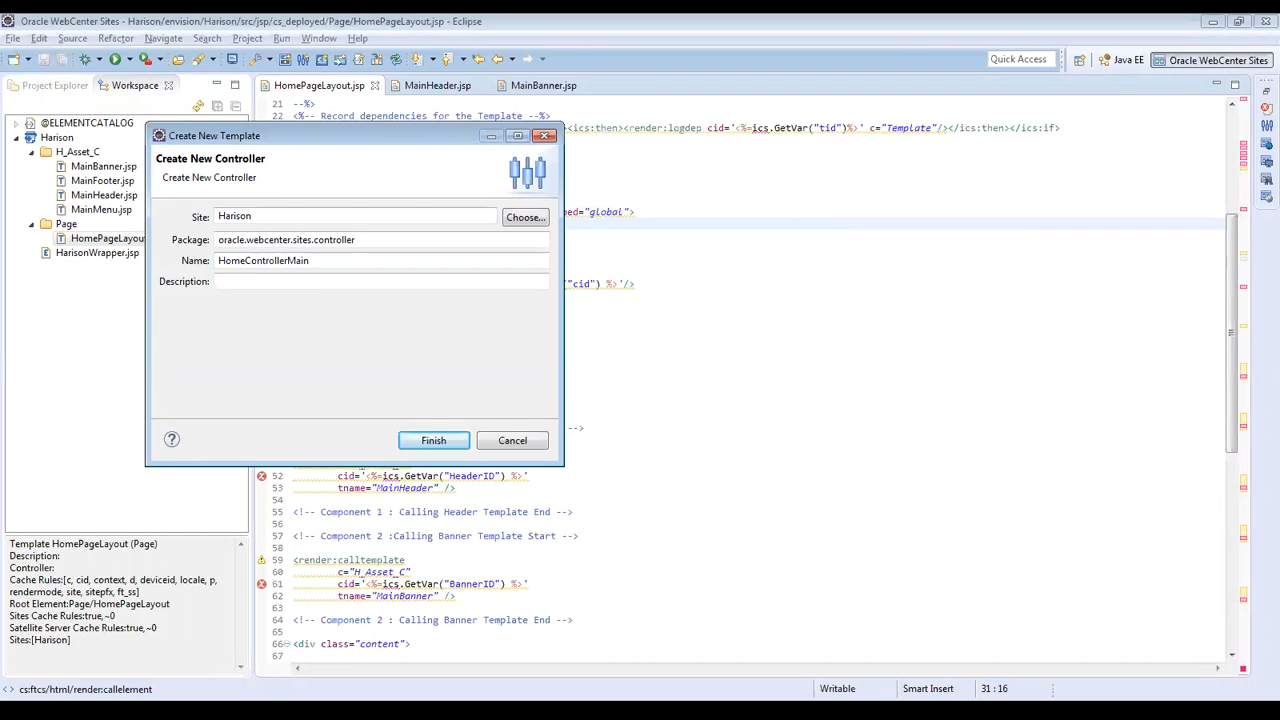 Oracle WebCenter Sites - Harison/envision/Harison/src/jsp/cs_deployed/Page/HomePageLayout.jsp - Eclipse
File Edit Source Refactor Navigate Search Project Run Window Help
Quick Access Java EE Oracle WebCenter Sites
Project Explorer Workspace
HomePageLayout.jsp MainHeader.jsp MainBanner.jsp
@ELEMENTCATALOG
Harison
H_Asset_C
MainBanner.jsp
MainFooter.jsp
MainHeader.jsp
MainMenu.jsp
Page
HomePageLayou
HarisonWrapper.jsp
Create New Template
Create New Controller
Create New Controller
Site: Harison Choose...
Package: oracle.webcenter.sites.controller
Name: HomeControllerMain
Description:
Finish Cancel
21 --%>
<%-- Record dependencies for the Template --%>
<ics:then><render:logdep cid='<%=ics.GetVar("tid")%>' c="Template"/></ics:then></ics:if>
ped="global">
("cid") %>'/>
-->
52 cid='<%=ics.GetVar("HeaderID") %>'
53 tname="MainHeader" />
54
55 <!-- Component 1 : Calling Header Template End -->
56
57 <!-- Component 2 :Calling Banner Template Start -->
58
59 <render:calltemplate
60 c="H_Asset_C"
61 cid='<%=ics.GetVar("BannerID") %>'
62 tname="MainBanner" />
63
64 <!-- Component 2 : Calling Banner Template End -->
65
66 <div class="content">
67
Template HomePageLayout (Page)
Description:
Controller:
Cache Rules:[c, cid, context, d, deviceid, locale, p,
rendermode, site, sitepfx, ft_ss]
Root Element:Page/HomePageLayout
Sites Cache Rules:true,~0
Satellite Server Cache Rules:true,~0
Sites:[Harison]
cs:ftcs/html/render:callelement Writable Smart Insert 31 : 16